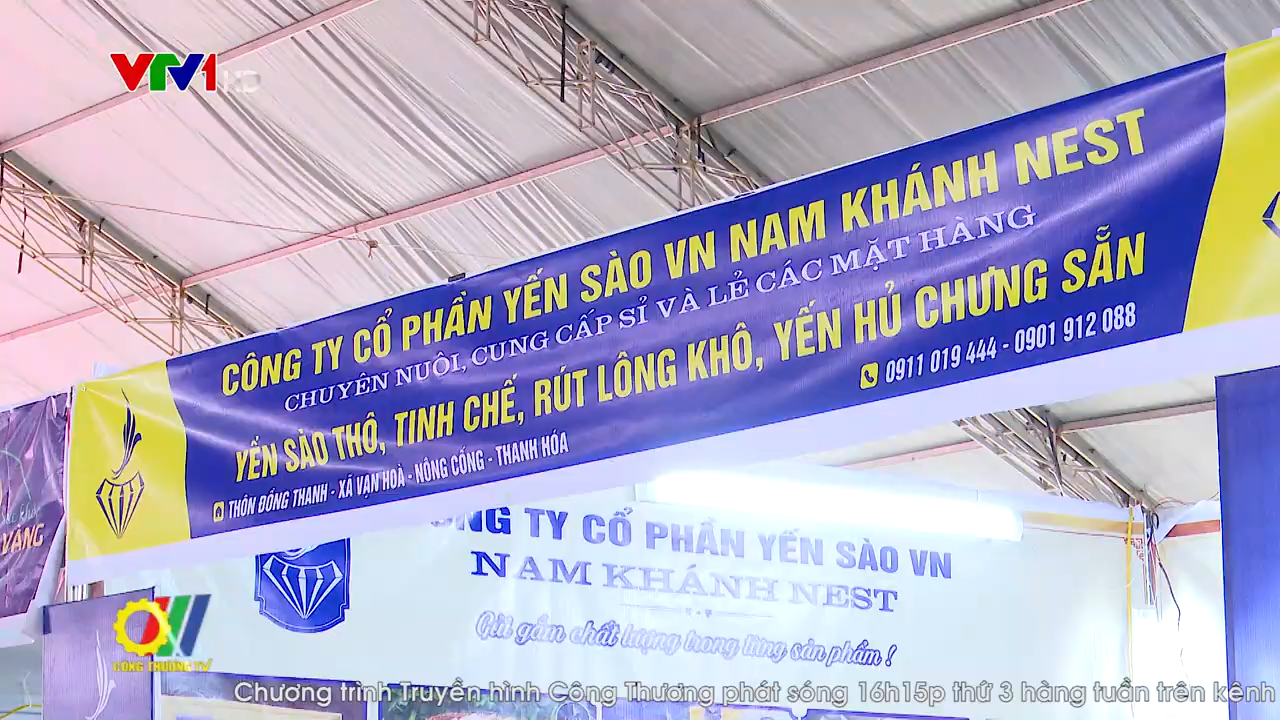 VTV1 HD
CÔNG TY CỔ PHẦN YẾN SÀO VN NAM KHÁNH NEST
CHUYÊN NUÔI, CUNG CẤP SỈ VÀ LẺ CÁC MẶT HÀNG
YẾN SÀO THÔ, TINH CHẾ, RÚT LÔNG KHÔ, YẾN HỦ CHƯNG SẴN
0911 019 444 - 0901 912 088
THÔN ĐỒNG THANH - XÃ VẠN HOÀ - NÔNG CỐNG - THANH HÓA
VÀNG
ÔNG TY CỔ PHẦN YẾN SÀO VN
NAM KHÁNH NEST
Gửi gắm chất lượng trong từng sản phẩm !
CÔNG THƯƠNG TV
Chương trình Truyền hình Công Thương phát sóng 16h15p thứ 3 hàng tuần trên kênh